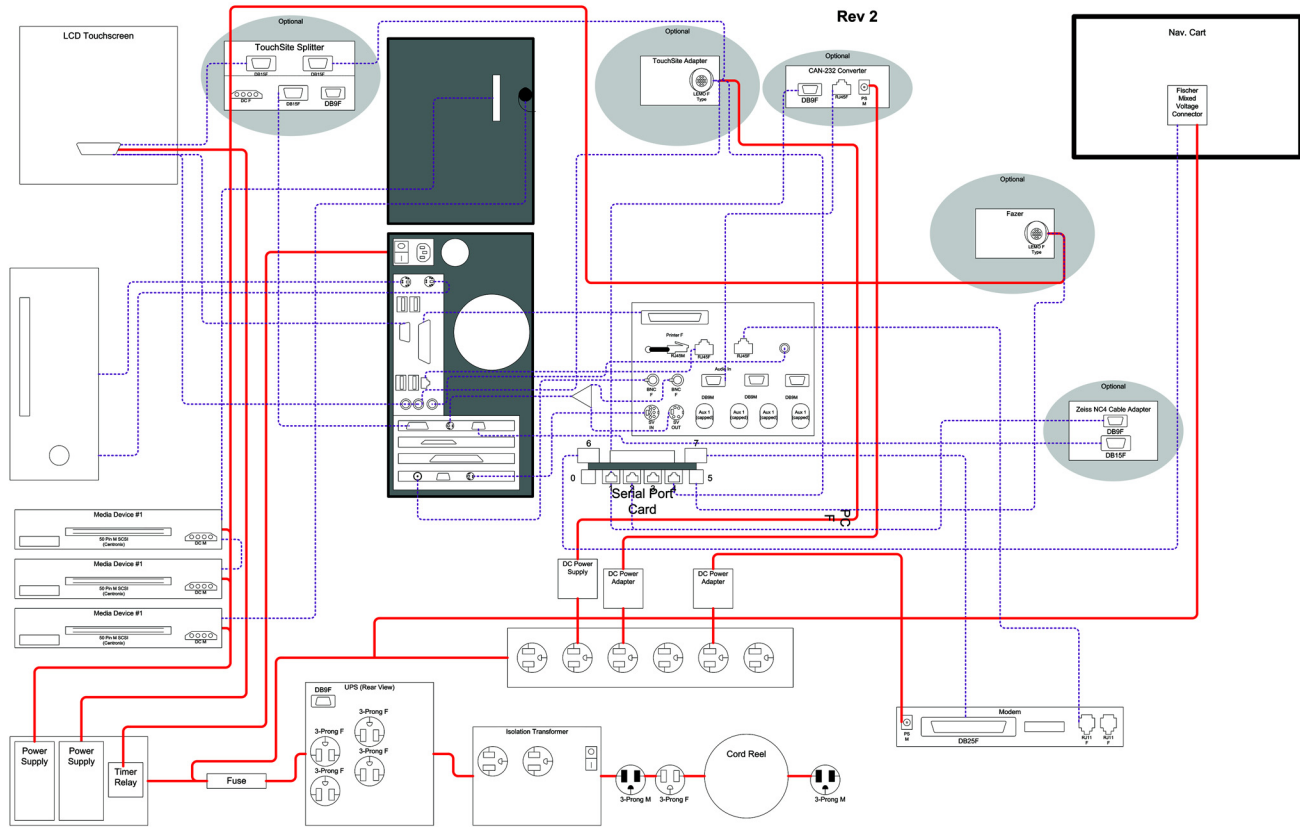 Rev 2
LCD Touchscreen
Optional
TouchSite Splitter
DB15F
DB15F
DC F
DB15F
DB9F
Optional
TouchSite Adapter
LEMO F
Type
Optional
CAN-232 Converter
DB9F
RJ45F
PS
M
Nav. Cart
Fischer
Mixed
Voltage
Connector
Optional
Fazer
LEMO F
Type
Printer F
RJ45M
RJ45F
RJ45F
Audio In
BNC
F
BNC
F
DB9M
DB9M
DB9M
SV
IN
SV
OUT
Aux 1
(capped)
Aux 1
(capped)
Aux 1
(capped)
Aux 1
(capped)
Optional
Zeiss NC4 Cable Adapter
DB9F
DB15F
6
7
0
1
2
3
4
5
Serial Port
Card
PC
F
Media Device #1
50 Pin M SCSI
(Centronic)
DC M
Media Device #1
50 Pin M SCSI
(Centronic)
DC M
Media Device #1
50 Pin M SCSI
(Centronic)
DC M
DC Power
Supply
DC Power
Adapter
DC Power
Adapter
UPS (Rear View)
DB9F
3-Prong F
3-Prong F
3-Prong F
3-Prong F
Isolation Transformer
Cord Reel
3-Prong M
3-Prong F
3-Prong M
Modem
PS
M
DB25F
RJ11
F
RJ11
F
Power
Supply
Power
Supply
Timer
Relay
Fuse